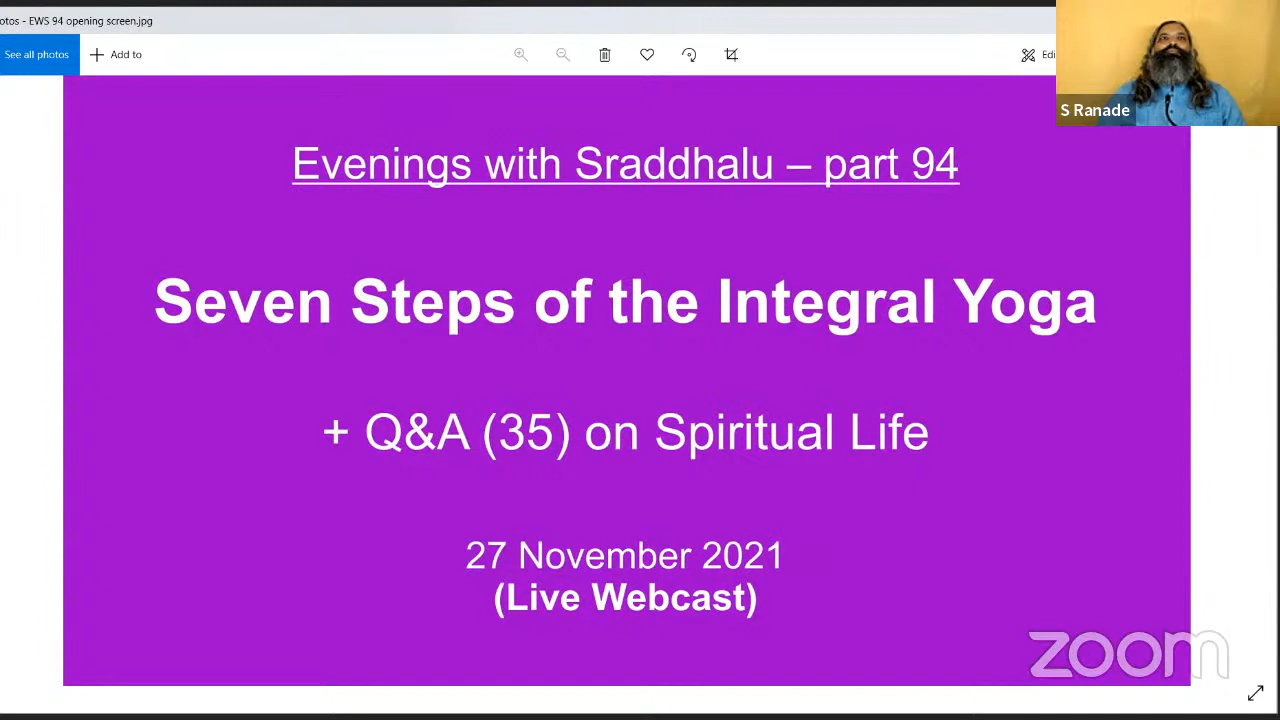 otos - EWS 94 opening screen.jpg
See all photos
Add to
Edi
S Ranade
Evenings with Sraddhalu – part 94
Seven Steps of the Integral Yoga
+ Q&A (35) on Spiritual Life
27 November 2021
(Live Webcast)
zoom